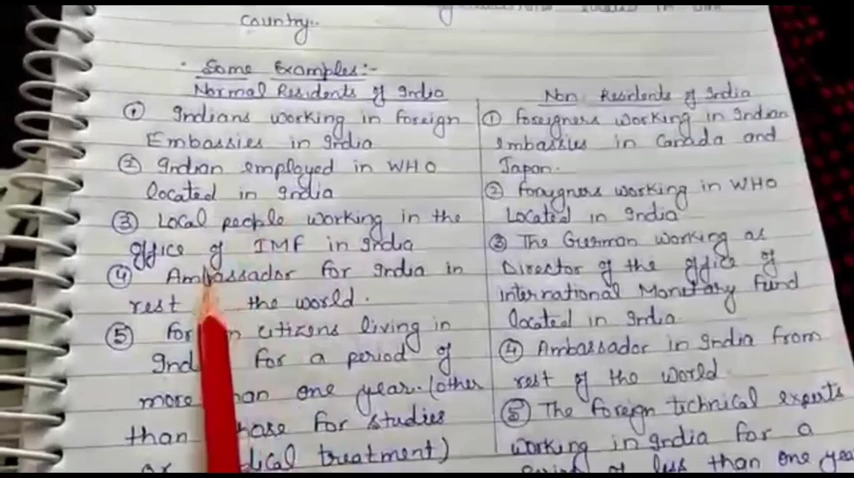 Country.
Some Examples:-
Normal Residents of India
① Indians working in foreign
Embassies in India
② Indian employed in WHO
located in India
③ Local people working in the
office of IMF in India
④ Ambassador for India in
rest the world.
⑤ citizens living in
for a period of
more than one year. (other
than those for studies
or medical treatment)
Non Residents of India
① Foreigners working in Indian
embassies in Canada and
Japan.
② Foreigners working in WHO
Located in India
③ The German working as
Director of the office of
international Monetary Fund
located in India.
④ Ambassador in India from
rest of the world.
⑤ The foreign technical experts
working in India for a
period of less than one year